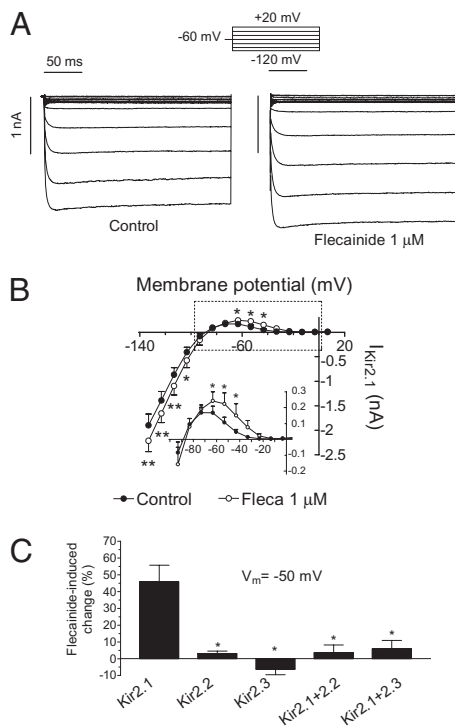 A
+20 mV
-60 mV
50 ms
-120 mV
1 nA
Control
Flecainide 1 μM
B
Membrane potential (mV)
* * *
-140 -60 20
-0.5
-1
-1.5
-2
-2.5
I Kir2.1 (nA)
*
**
**
**
* * *
0.3
0.2
0.1
-0.1
-0.2
-80 -60 -40 -20 0
Control Fleca 1 μM
C
Flecainide-induced
change (%)
70
60
50
40
30
20
10
0
-10
Vm= -50 mV
* * * *
Kir2.1 Kir2.2 Kir2.3 Kir2.1+2.2 Kir2.1+2.3